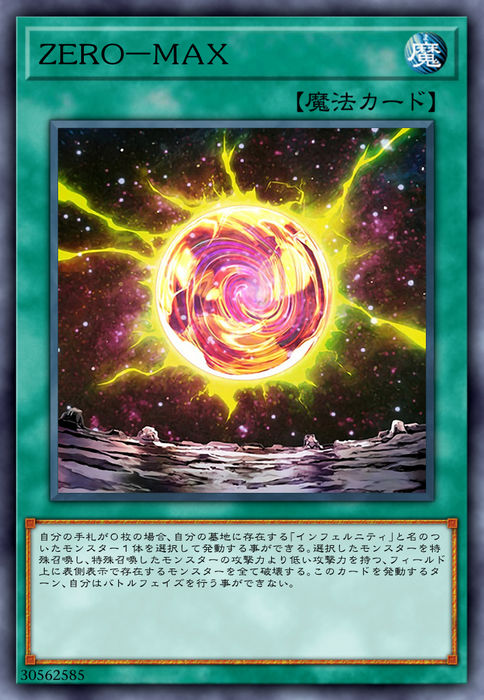 ZERO－MAX
魔
【魔法カード】
自分の手札が０枚の場合、自分の墓地に存在する「インフェルニティ」と名のつ
いたモンスター１体を選択して発動する事ができる。選択したモンスターを特
殊召喚し、特殊召喚したモンスターの攻撃力より低い攻撃力を持つ、フィールド
上に表側表示で存在するモンスターを全て破壊する。このカードを発動するタ
ーン、自分はバトルフェイズを行う事ができない。
30562585